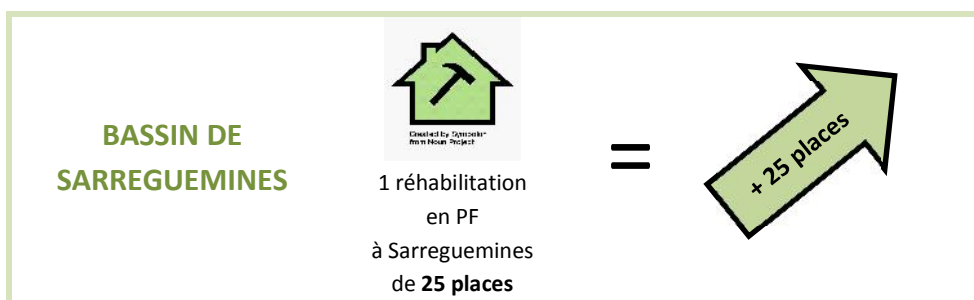 BASSIN DE
SARREGUEMINES
Created by Symbolon
from Noun Project
1 réhabilitation
en PF
à Sarreguemines
de 25 places
=
+ 25 places